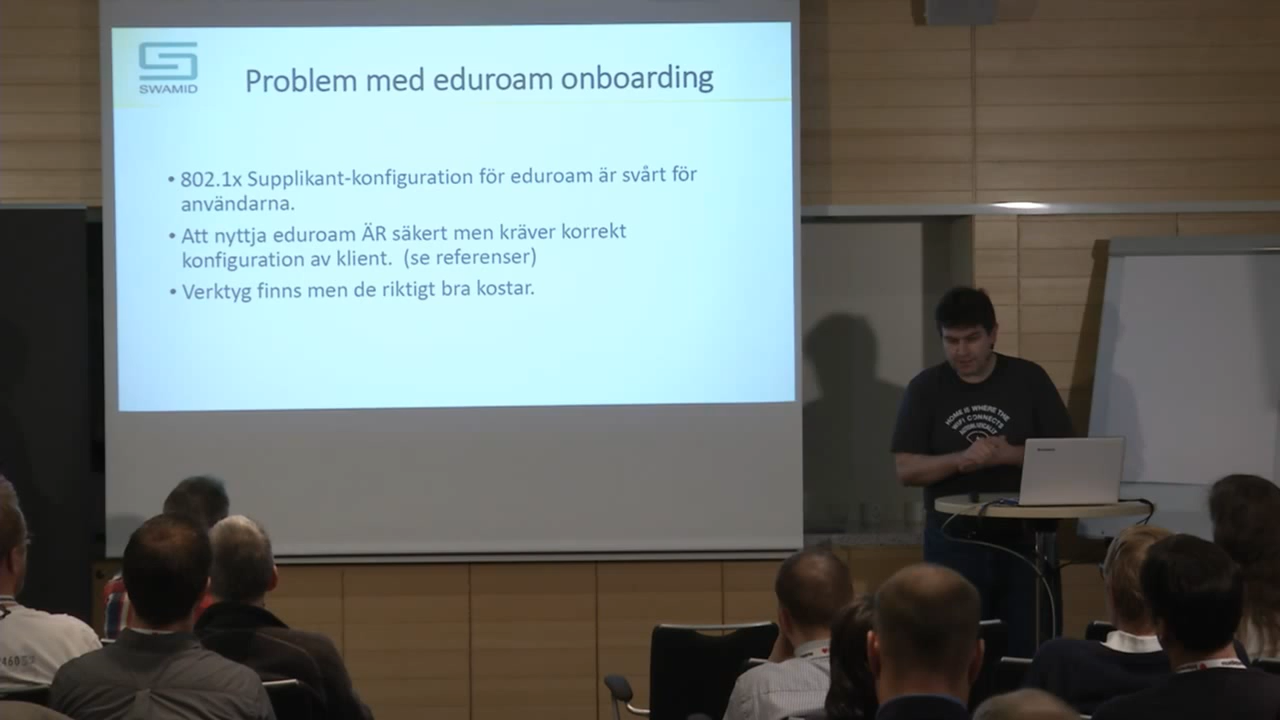 SWAMID
Problem med eduroam onboarding
• 802.1x Supplikant-konfiguration för eduroam är svårt för
användarna.
• Att nyttja eduroam ÄR säkert men kräver korrekt
konfiguration av klient.  (se referenser)
• Verktyg finns men de riktigt bra kostar.
HOME IS WHERE THE
WIFI CONNECTS
AUTOMATICALLY